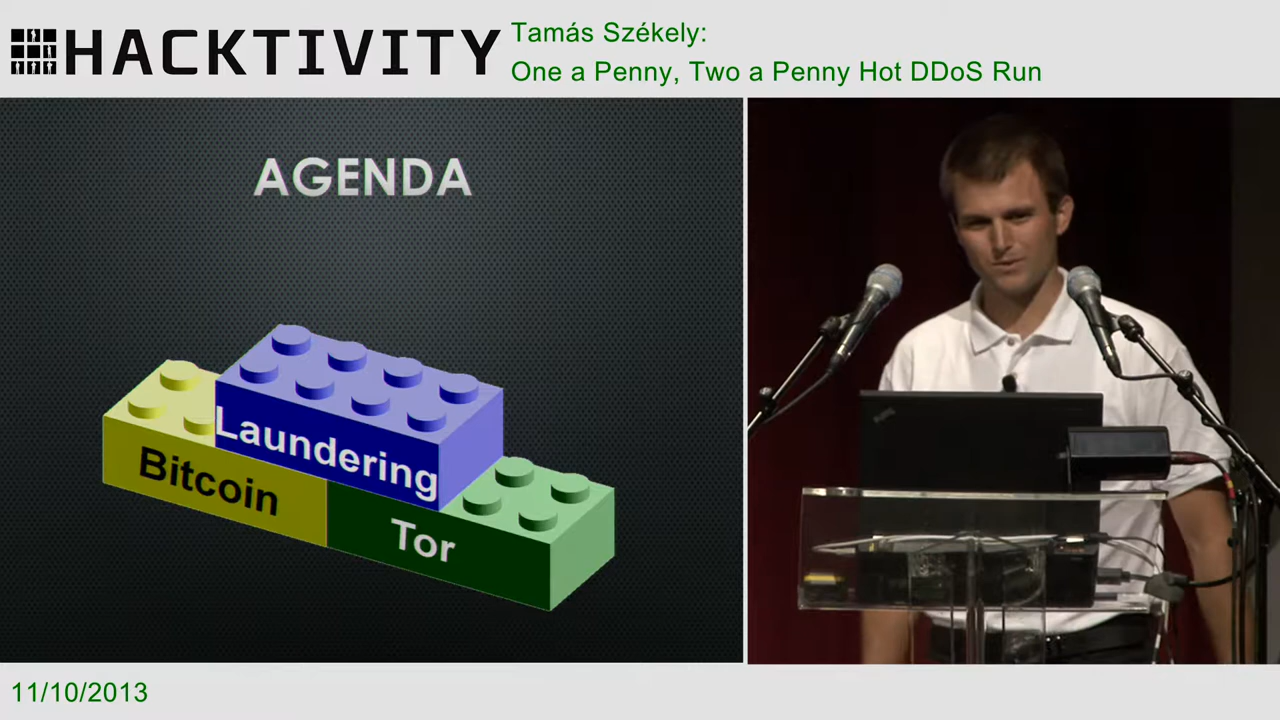 HACKTIVITY
Tamás Székely:
One a Penny, Two a Penny Hot DDoS Run
AGENDA
Laundering
Bitcoin
Tor
11/10/2013